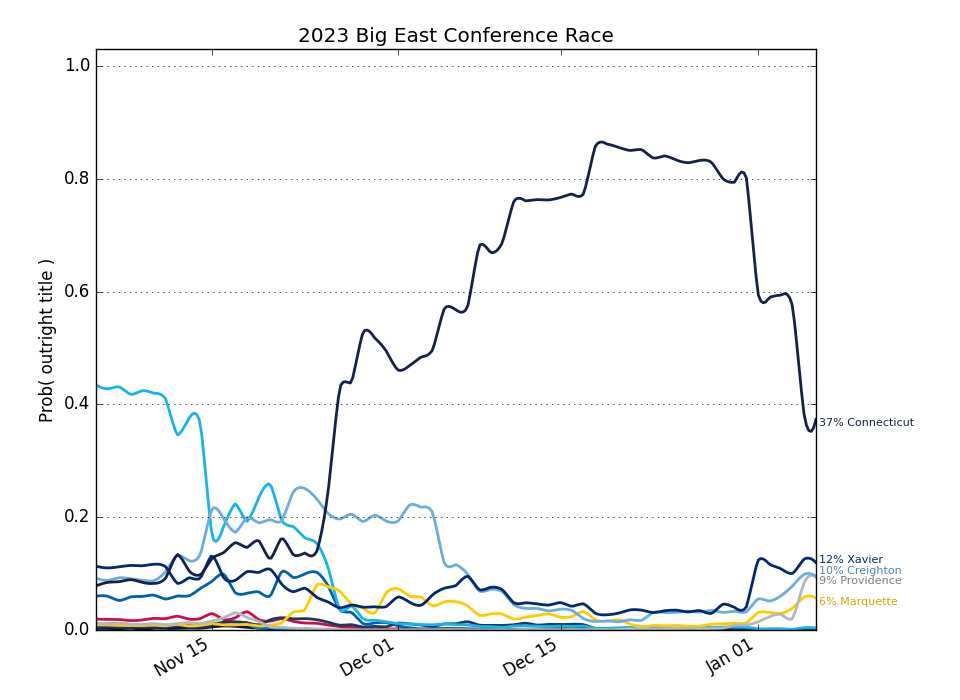 2023 Big East Conference Race
Prob( outright title )
1.0
0.8
0.6
0.4
0.2
0.0
37% Connecticut
12% Xavier
10% Creighton
9% Providence
6% Marquette
Nov 15
Dec 01
Dec 15
Jan 01